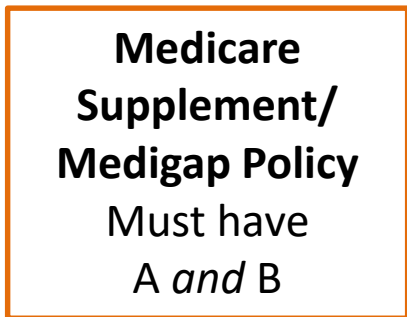 Medicare
Supplement/
Medigap Policy
Must have
A and B